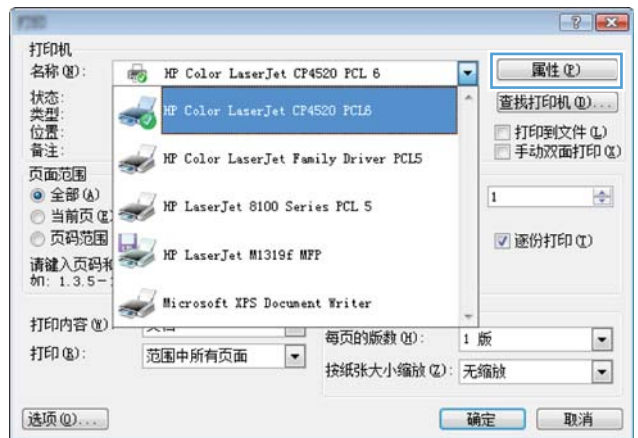 打印机
名称(N): HP Color LaserJet CP4520 PCL 6 属性(P)
状态: HP Color LaserJet CP4520 PCL6 查找打印机(D)...
类型:
位置: 打印到文件(L)
备注: HP Color LaserJet Family Driver PCL5 手动双面打印(X)
页面范围
全部(A) HP LaserJet 8100 Series PCL 5 1
当前页(E)
页码范围 逐份打印(T)
请键入页码和 HP LaserJet M1319f MFP
如: 1.3.5-1
Microsoft XPS Document Writer
打印内容(W):
每页的版数(H): 1 版
打印(R): 范围中所有页面
按纸张大小缩放(Z): 无缩放
选项(O)... 确定 取消